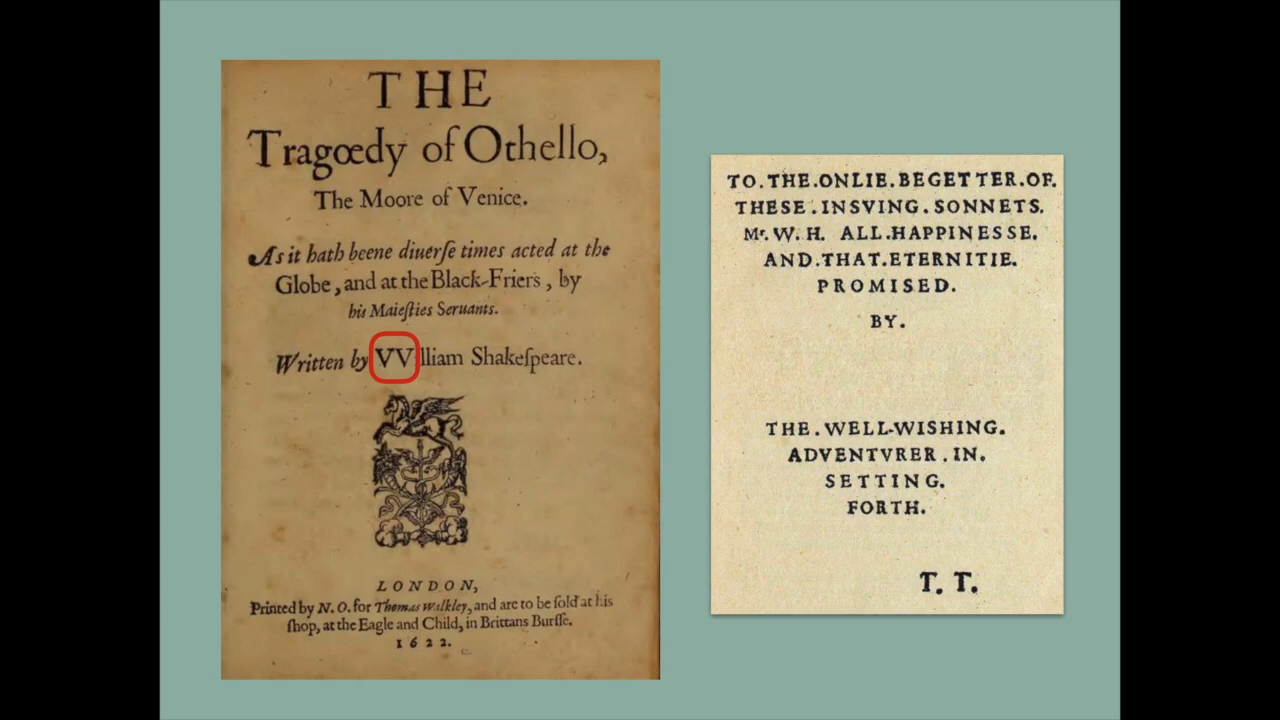 THE
Tragœdy of Othello,
The Moore of Venice.
As it hath beene diuerſe times acted at the
Globe, and at the Black-Friers, by
his Maieſties Seruants.
Written by VVilliam Shakeſpeare.
LONDON,
Printed by N. O. for Thomas Walkley, and are to be ſold at his
ſhop, at the Eagle and Child, in Brittans Burſſe.
1622.
TO.THE.ONLIE.BEGETTER.OF.
THESE.INSVING.SONNETS.
Mr.W.H. ALL.HAPPINESSE.
AND.THAT.ETERNITIE.
PROMISED.
BY.
THE.WELL-WISHING.
ADVENTVRER.IN.
SETTING.
FORTH.
T. T.